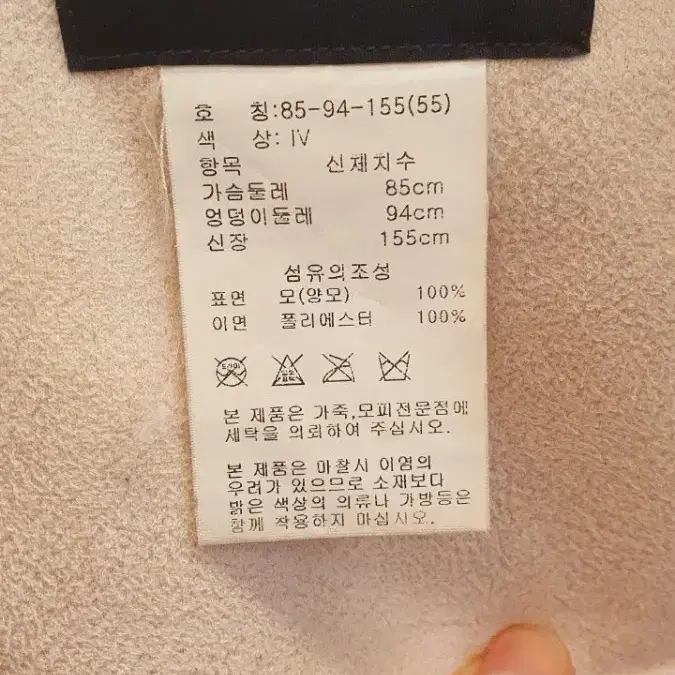 호 칭:85-94-155(55)
색 상: IV
항목 신체치수
가슴둘레 85cm
엉덩이둘레 94cm
신장 155cm
섬유의조성
표면 모(양모) 100%
이면 폴리에스터 100%
본 제품은 가죽,모피전문점에
세탁을 의뢰하여 주십시오.
본 제품은 마찰시 이염의
우려가 있으므로 소재보다
밝은 색상의 의류나 가방등은
함께 착용하지 마십시오.